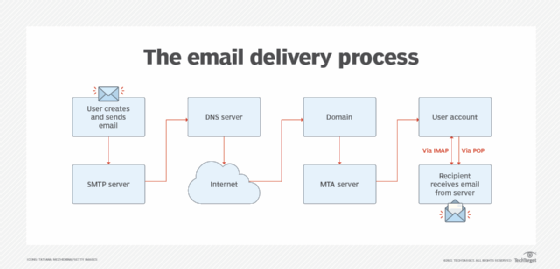 The email delivery process
User creates
and sends
email
DNS server
Domain
User account
SMTP server
Internet
MTA server
Via IMAP
Via POP
Recipient
receives email
from server
TechTarget